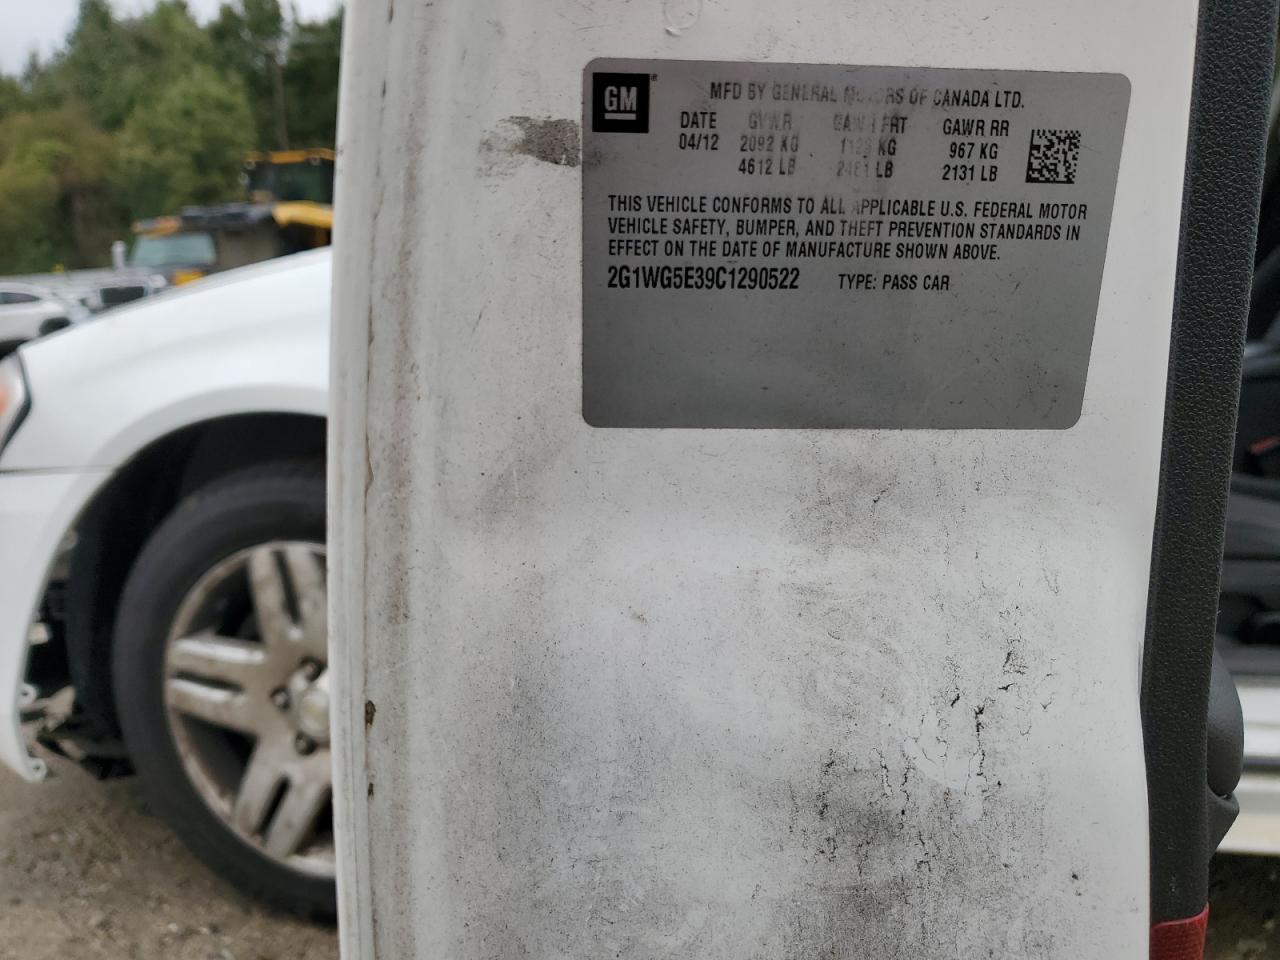 GM
MFD BY GENERAL MOTORS OF CANADA LTD.
DATE GVWR GAWR FRT GAWR RR
04/12 2092 KG KG 967 KG
4612 LB LB 2131 LB
THIS VEHICLE CONFORMS TO ALL APPLICABLE U.S. FEDERAL MOTOR
VEHICLE SAFETY, BUMPER, AND THEFT PREVENTION STANDARDS IN
EFFECT ON THE DATE OF MANUFACTURE SHOWN ABOVE.
2G1WG5E39C1290522 TYPE: PASS CAR